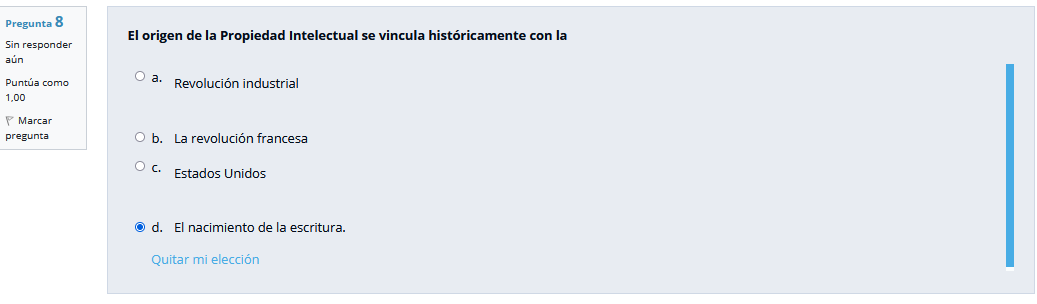 Pregunta 8
Sin responder
aún
Puntúa como
1,00
Marcar
pregunta
El origen de la Propiedad Intelectual se vincula históricamente con la
a. Revolución industrial
b. La revolución francesa
c. Estados Unidos
d. El nacimiento de la escritura.
Quitar mi elección